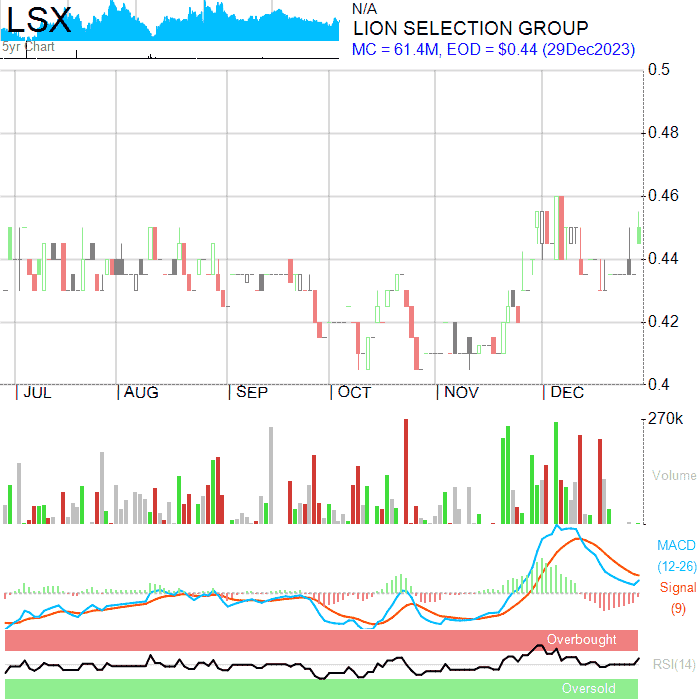 LSX
5yr Chart
N/A
LION SELECTION GROUP
MC = 61.4M, EOD = $0.44 (29Dec2023)
0.5
0.48
0.46
0.44
0.42
0.4
JUL AUG SEP OCT NOV DEC
270k
Volume
MACD
(12-26)
Signal
(9)
Overbought
RSI(14)
Oversold